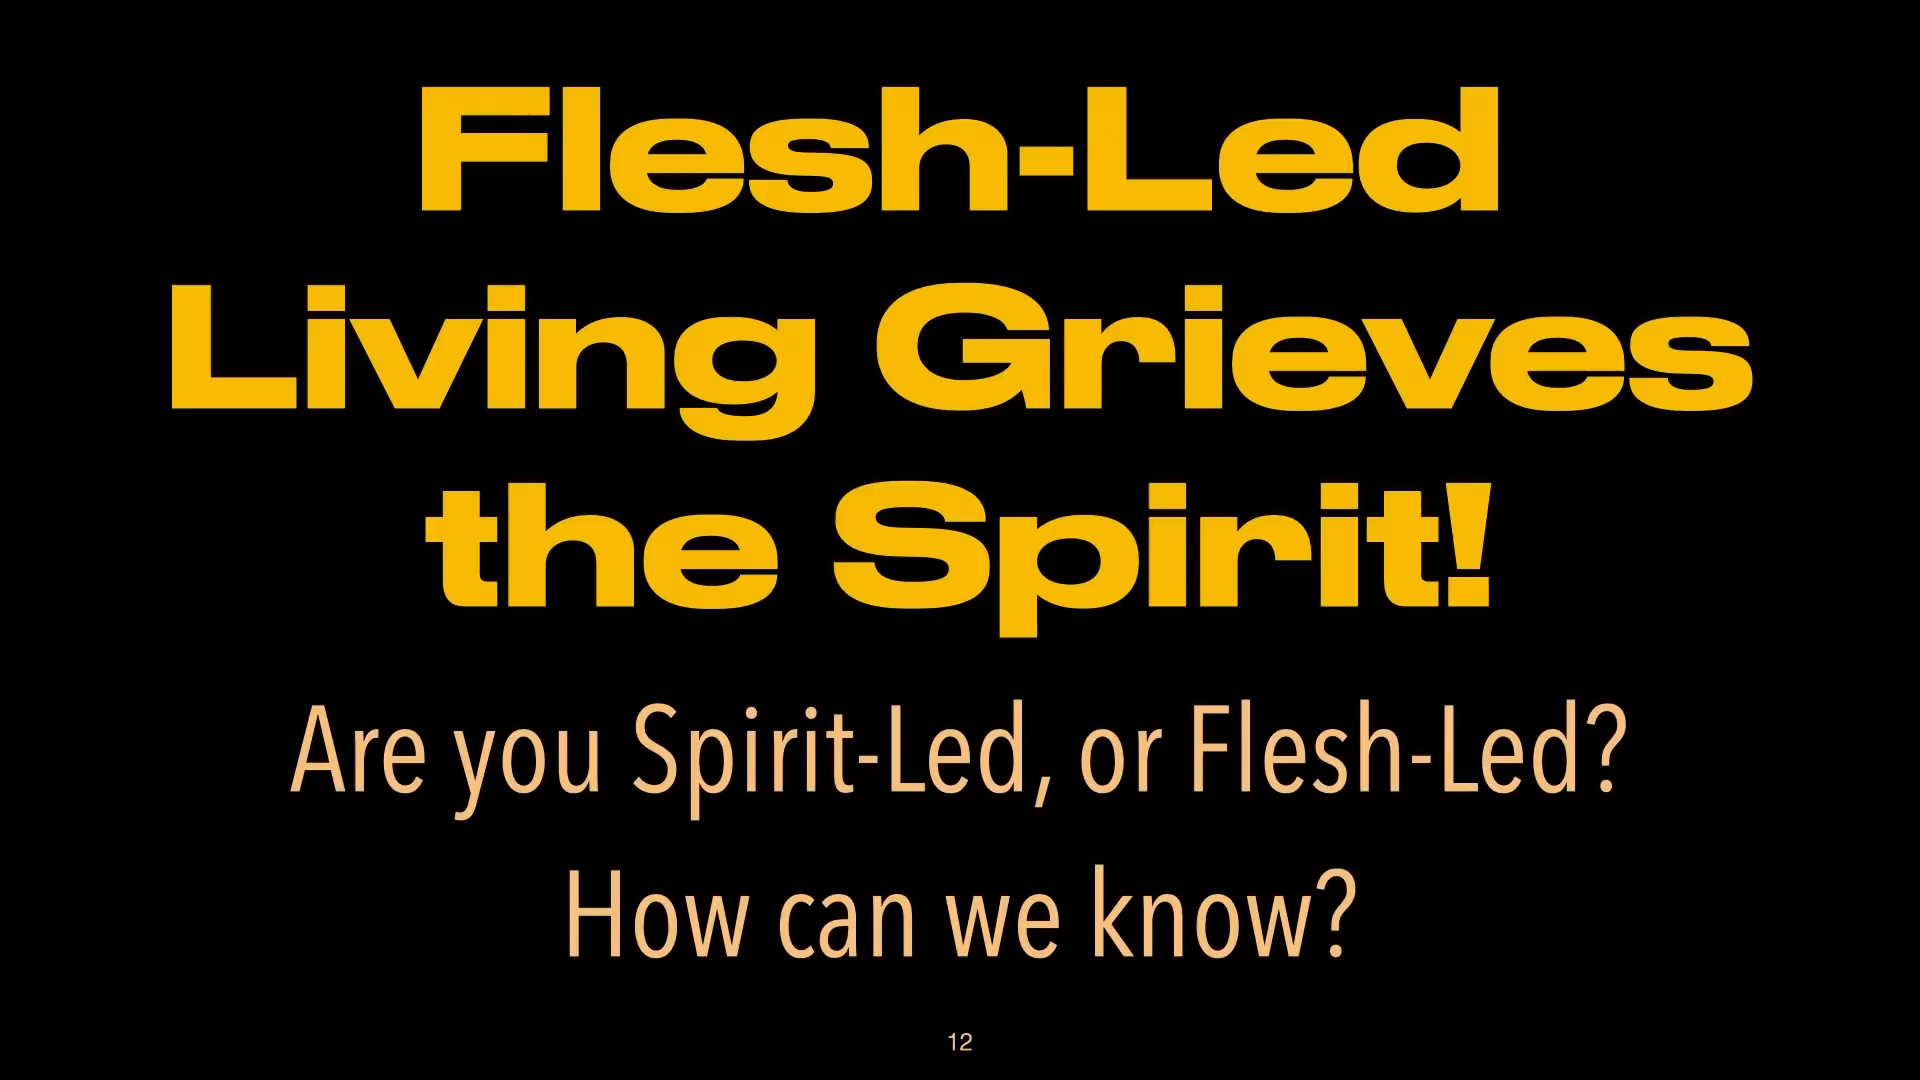 Flesh-Led
Living Grieves
the Spirit!
Are you Spirit-Led, or Flesh-Led?
How can we know?
12